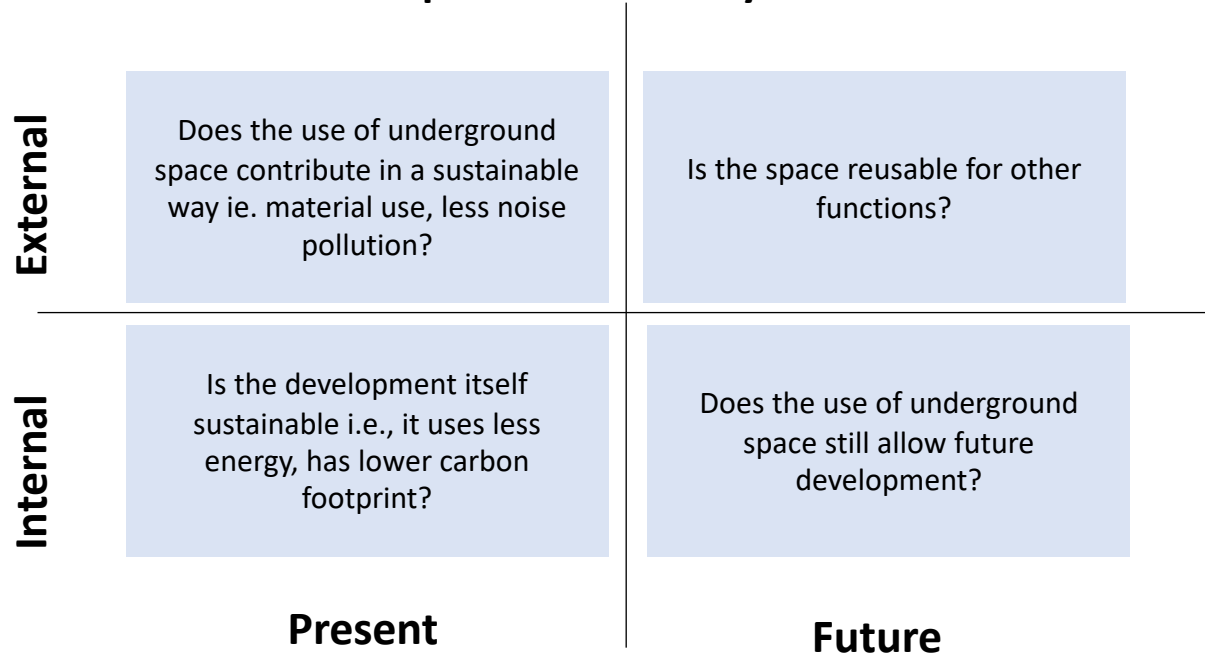 External
Does the use of underground
space contribute in a sustainable
way ie. material use, less noise
pollution?
Is the space reusable for other
functions?
Internal
Is the development itself
sustainable i.e., it uses less
energy, has lower carbon
footprint?
Does the use of underground
space still allow future
development?
Present
Future